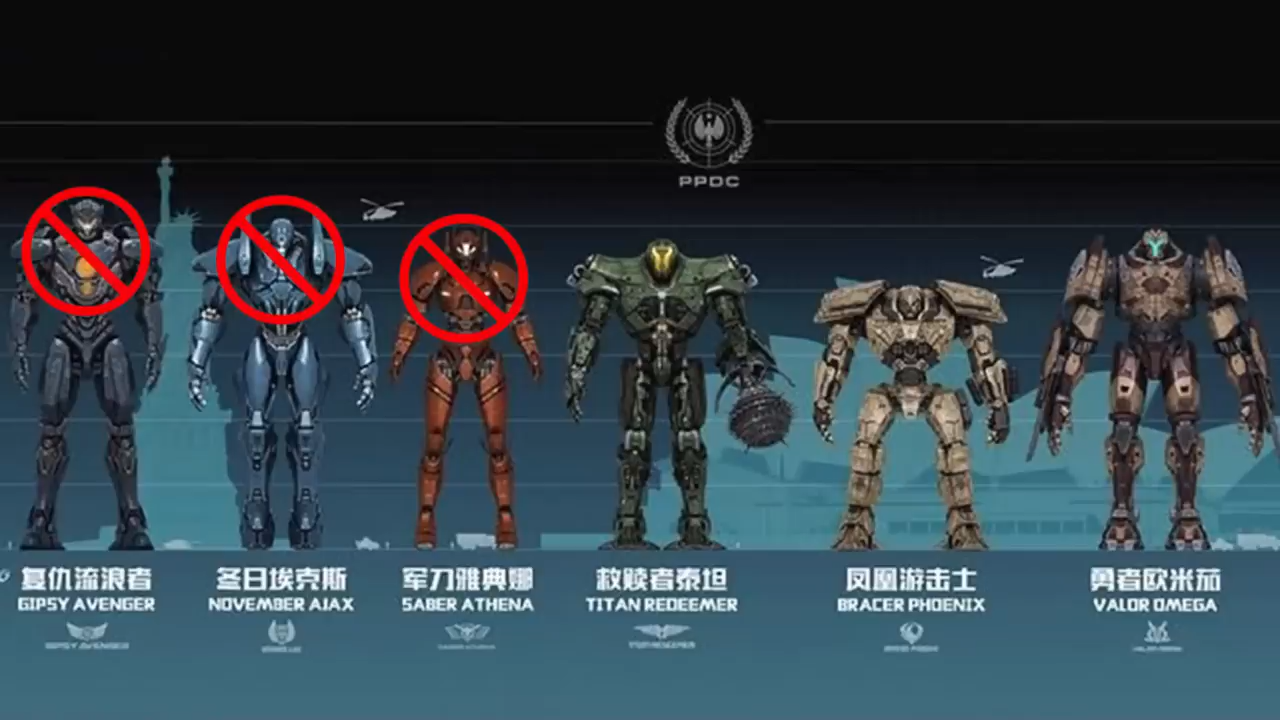 PPDC
复仇流浪者
GIPSY AVENGER
冬日埃克斯
NOVEMBER AJAX
军刀雅典娜
SABER ATHENA
救赎者泰坦
TITAN REDEEMER
凤凰游击士
BRACER PHOENIX
勇者欧米茄
VALOR OMEGA
GIPSY AVENGER